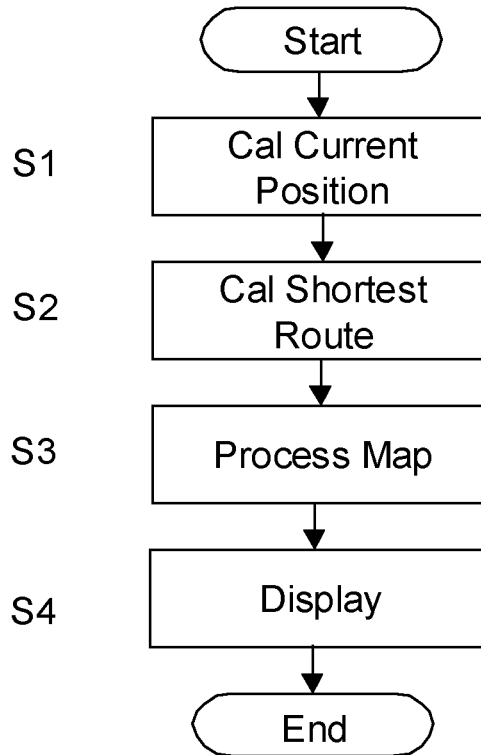 Start
S1
Cal Current
Position
S2
Cal Shortest
Route
S3
Process Map
S4
Display
End